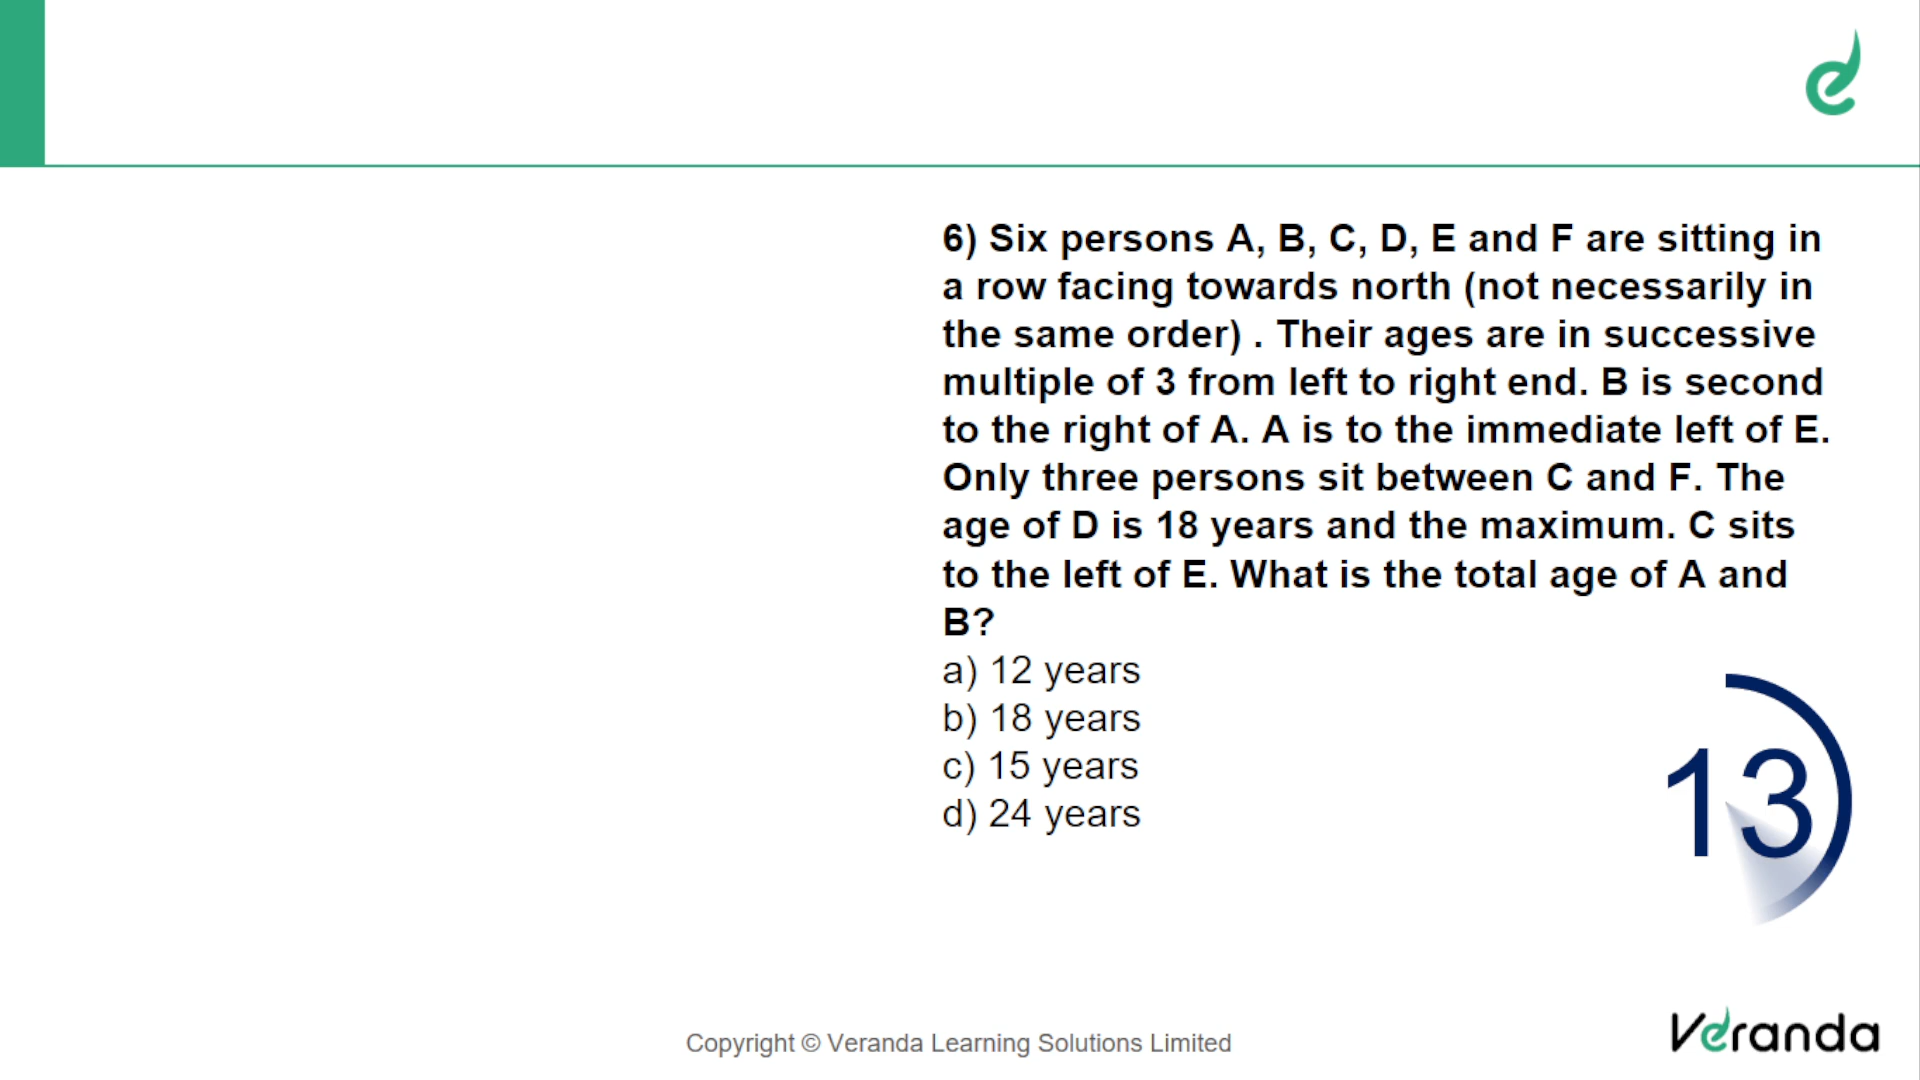 6) Six persons A, B, C, D, E and F are sitting in
a row facing towards north (not necessarily in
the same order) . Their ages are in successive
multiple of 3 from left to right end. B is second
to the right of A. A is to the immediate left of E.
Only three persons sit between C and F. The
age of D is 18 years and the maximum. C sits
to the left of E. What is the total age of A and
B?
a) 12 years
b) 18 years
c) 15 years
d) 24 years
13
Copyright © Veranda Learning Solutions Limited
Veranda